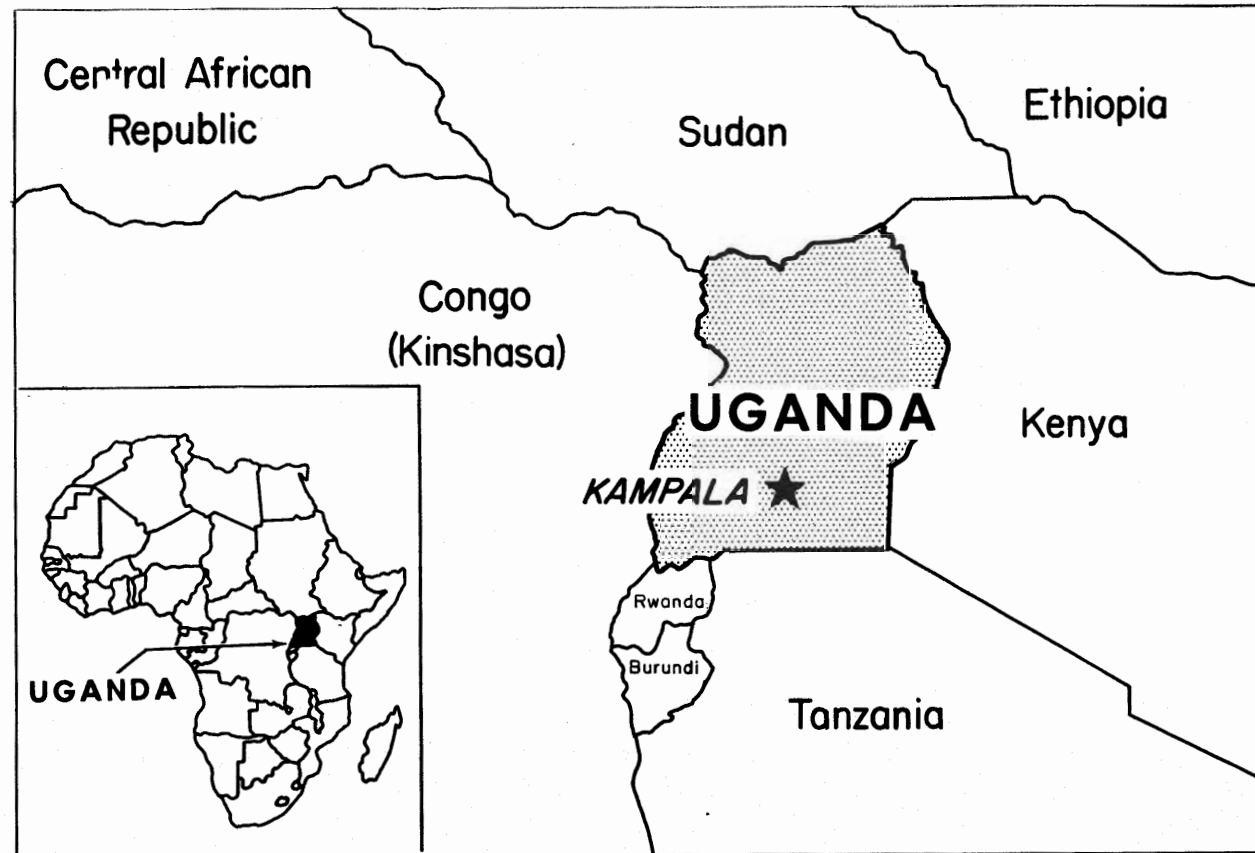 Central African
Republic
Sudan
Ethiopia
Congo
(Kinshasa)
UGANDA
Kenya
KAMPALA
Rwanda
Burundi
Tanzania
UGANDA